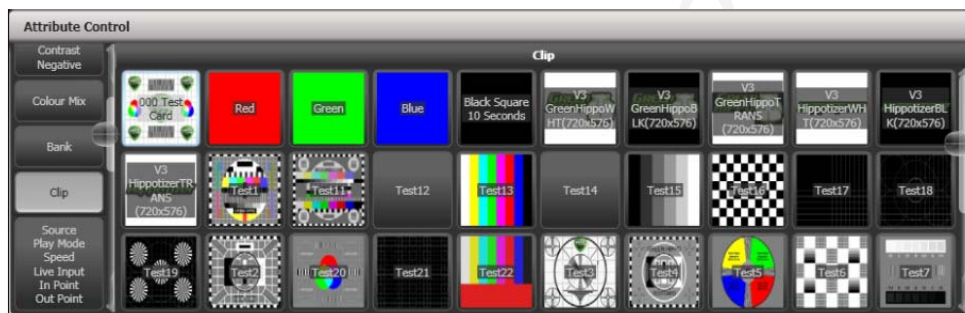 Attribute Control
Contrast
Negative
Colour Mix
Bank
Clip
Source
Play Mode
Speed
Live Input
In Point
Out Point
Clip
000 Test
Card
Red
Green
Blue
Black Square
10 Seconds
V3
GreenHippoW
HT(720x576)
V3
GreenHippoB
LK(720x576)
V3
GreenHippoT
RANS
(720x576)
V3
HippotizerWH
T(720x576)
V3
HippotizerBL
K(720x576)
V3
HippotizerTR
ANS
(720x576)
Test1
Test11
Test12
Test13
Test14
Test15
Test16
Test17
Test18
Test19
Test2
Test20
Test21
Test22
Test3
Test4
Test5
Test6
Test7